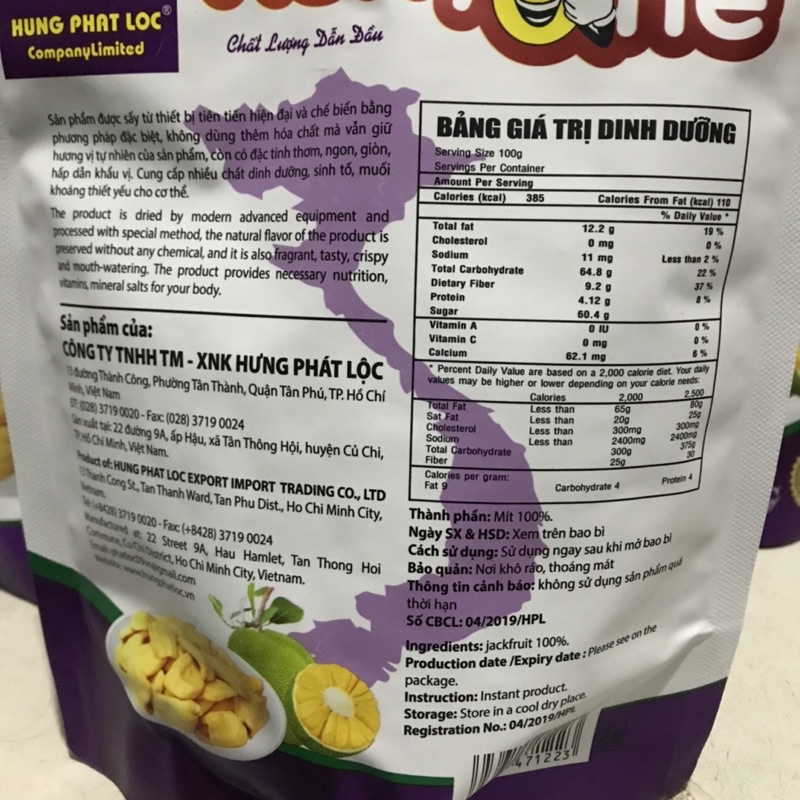 HUNG PHAT LOC®
CompanyLimited
Chất Lượng Dẫn Đầu
Sản phẩm được sấy từ thiết bị tiên tiến hiện đại và chế biến bằng
phương pháp đặc biệt, không dùng thêm hóa chất mà vẫn giữ
hương vị tự nhiên của sản phẩm, còn có đặc tính thơm, ngon, giòn,
hấp dẫn khẩu vị. Cung cấp nhiều chất dinh dưỡng, sinh tố, muối
khoáng thiết yếu cho cơ thể.
The product is dried by modern advanced equipment and
processed with special method, the natural flavor of the product is
preserved without any chemical, and it is also fragrant, tasty, crispy
and mouth-watering. The product provides necessary nutrition,
vitamins, mineral salts for your body.
Sản phẩm của:
CÔNG TY TNHH TM - XNK HƯNG PHÁT LỘC
13 đường Thành Công, Phường Tân Thành, Quận Tân Phú, TP. Hồ Chí
Minh, Việt Nam
ĐT: (028) 3719 0020 - Fax: (028) 3719 0024
Sản xuất tại: 22 đường 9A, ấp Hậu, xã Tân Thông Hội, huyện Củ Chi,
TP. Hồ Chí Minh, Việt Nam.
Product of: HUNG PHAT LOC EXPORT IMPORT TRADING CO., LTD
13 Thanh Cong St., Tan Thanh Ward, Tan Phu Dist., Ho Chi Minh City,
Vietnam.
Tel: (+8428) 3719 0020 - Fax: (+8428) 3719 0024
Manufactured at: 22 Street 9A, Hau Hamlet, Tan Thong Hoi
Commune, Cu Chi District, Ho Chi Minh City, Vietnam.
Email:
Website: www.hungphatloc.vn
BẢNG GIÁ TRỊ DINH DƯỠNG
Serving Size 100g
Servings Per Container
Amount Per Serving
Calories (kcal) 385 Calories From Fat (kcal) 110
% Daily Value *
Total fat 12.2 g 19 %
Cholesterol 0 mg 0 %
Sodium 11 mg Less than 2 %
Total Carbohydrate 64.8 g 22 %
Dietary Fiber 9.2 g 37 %
Protein 4.12 g 8 %
Sugar 60.4 g
Vitamin A 0 IU 0 %
Vitamin C 0 mg 0 %
Calcium 62.1 mg 6 %
* Percent Daily Value are based on a 2,000 calorie diet. Your daily
values may be higher or lower depending on your calorie needs:
Calories 2,000 2,500
Total Fat Less than 65g 80g
Sat Fat Less than 20g 25g
Cholesterol Less than 300mg 300mg
Sodium Less than 2400mg 2400mg
Total Carbohydrate 300g 375g
Fiber 25g 30
Calories per gram:
Fat 9 Carbohydrate 4 Protein 4
Thành phần: Mít 100%.
Ngày SX & HSD: Xem trên bao bì
Cách sử dụng: Sử dụng ngay sau khi mở bao bì
Bảo quản: Nơi khô ráo, thoáng mát
Thông tin cảnh báo: không sử dụng sản phẩm quá
thời hạn
Số CBCL: 04/2019/HPL
Ingredients: jackfruit 100%.
Production date /Expiry date : Please see on the
package.
Instruction: Instant product.
Storage: Store in a cool dry place.
Registration No.: 04/2019/HPL
471223